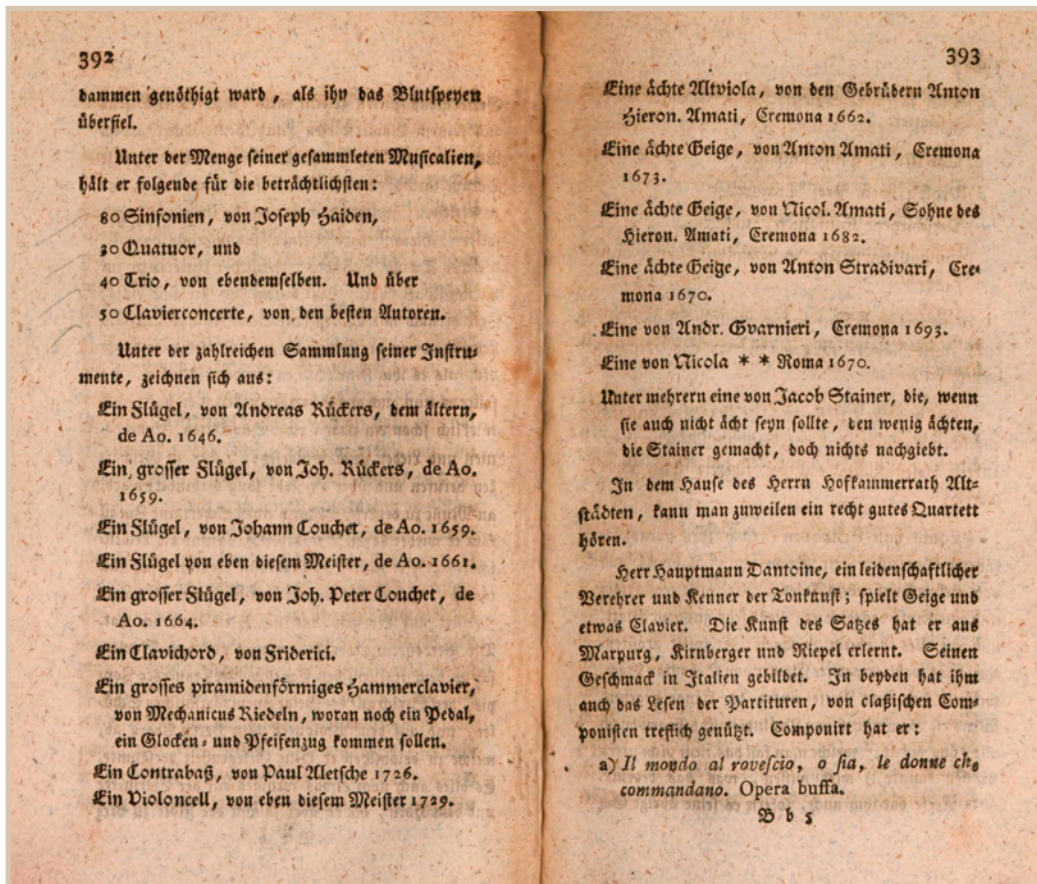 392
dammen genöthigt ward, als ihn das Blutspeyen
überfiel.
Unter der Menge seiner gesammleten Musicalien,
hält er folgende für die beträchtlichsten:
80 Sinfonien, von Joseph Haiden,
30 Quatuor, und
40 Trio, von ebendemselben. Und über
50 Clavierconcerte, von den besten Autoren.
Unter der zahlreichen Sammlung seiner Instru-
mente, zeichnen sich aus:
Ein Flügel, von Andreas Rückers, dem ältern,
de Ao. 1646.
Ein grosser Flügel, von Joh. Rückers, de Ao.
1659.
Ein Flügel, von Johann Couchet, de Ao. 1659.
Ein Flügel von eben diesem Meister, de Ao. 1661.
Ein grosser Flügel, von Joh. Peter Couchet, de
Ao. 1664.
Ein Clavichord, von Friderici.
Ein grosses piramidenförmiges Hammerclavier,
von Mechanicus Riedeln, woran noch ein Pedal,
ein Glocken- und Pfeifenzug kommen sollen.
Ein Contrabaß, von Paul Aletsche 1726.
Ein Violoncell, von eben diesem Meister 1729.
393
Eine ächte Altviola, von den Gebrüdern Anton
Hieron. Amati, Cremona 1662.
Eine ächte Geige, von Anton Amati, Cremona
1673.
Eine ächte Geige, von Nicol. Amati, Sohne des
Hieron. Amati, Cremona 1682.
Eine ächte Geige, von Anton Stradivari, Cre-
mona 1670.
Eine von Andr. Gvarnieri, Cremona 1693.
Eine von Nicola * * Roma 1670.
Unter mehrern eine von Jacob Stainer, die, wenn
sie auch nicht ächt seyn sollte, den wenig ächten,
die Stainer gemacht, doch nichts nachgiebt.
In dem Hause des Herrn Hofkammerrath Alt-
städten, kann man zuweilen ein recht gutes Quartett
hören.
Herr Hauptmann Dantoine, ein leidenschaftlicher
Verehrer und Kenner der Tonkunst; spielt Geige und
etwas Clavier. Die Kunst des Satzes hat er aus
Marpurg, Kirnberger und Riepel erlernt. Seinen
Geschmack in Italien gebildet. In beyden hat ihm
auch das Lesen der Partituren, von claßischen Com-
ponisten treflich genützt. Componirt hat er:
a) Il mondo al rovescio, o sia, le donne che
commandano. Opera buffa.
B b 5